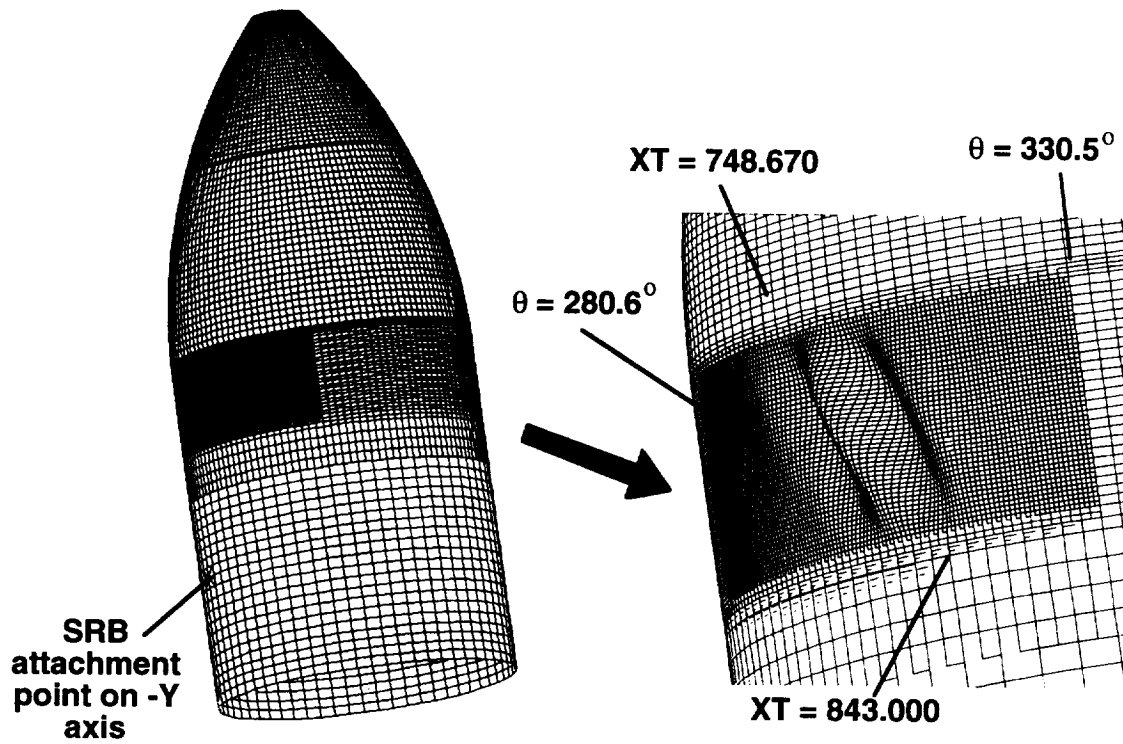 XT = 748.670
θ = 330.5°
θ = 280.6°
SRB
attachment
point on -Y
axis
XT = 843.000